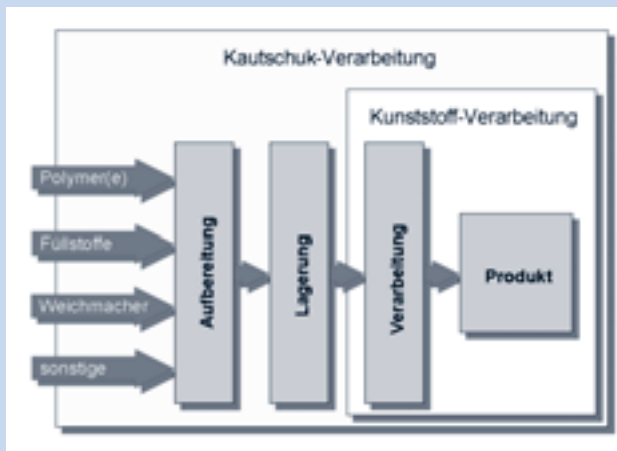 Kautschuk-Verarbeitung
Kunststoff-Verarbeitung
Polymer(e)
Füllstoffe
Weichmacher
sonstige
Aufbereitung
Lagerung
Verarbeitung
Produkt